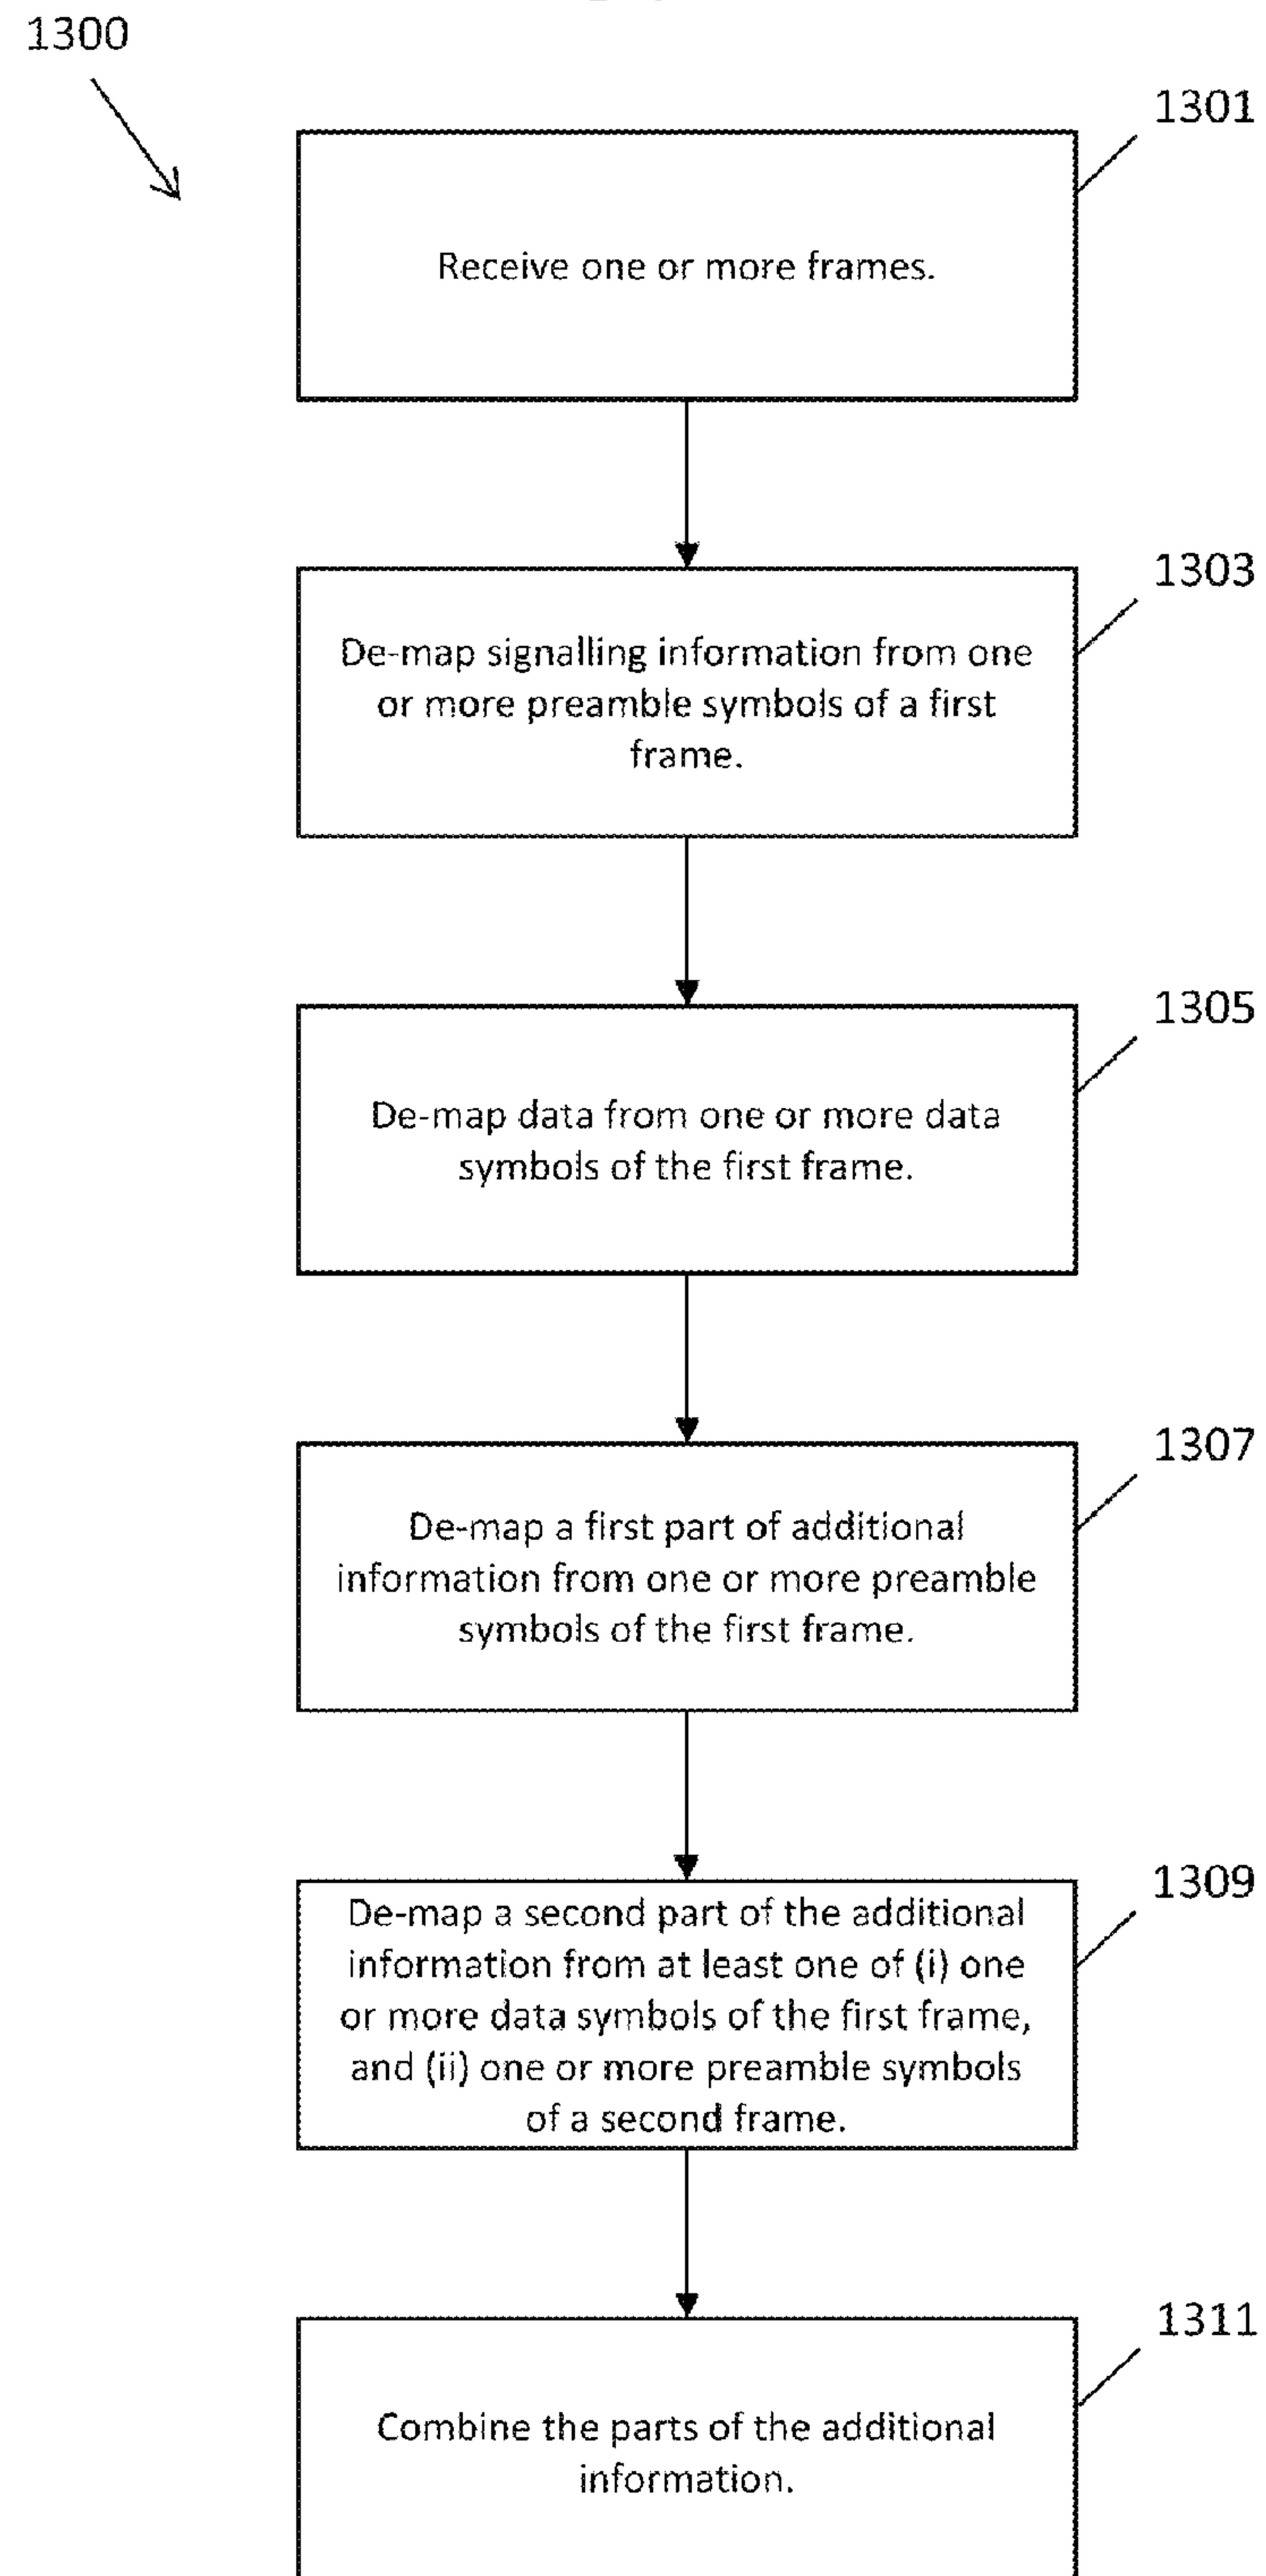 1300
1301
Receive one or more frames.
1303
De-map signalling information from one
or more preamble symbols of a first
frame.
1305
De-map data from one or more data
symbols of the first frame.
1307
De-map a first part of additional
information from one or more preamble
symbols of the first frame.
1309
De-map a second part of the additional
information from at least one of (i) one
or more data symbols of the first frame,
and (ii) one or more preamble symbols
of a second frame.
1311
Combine the parts of the additional
information.